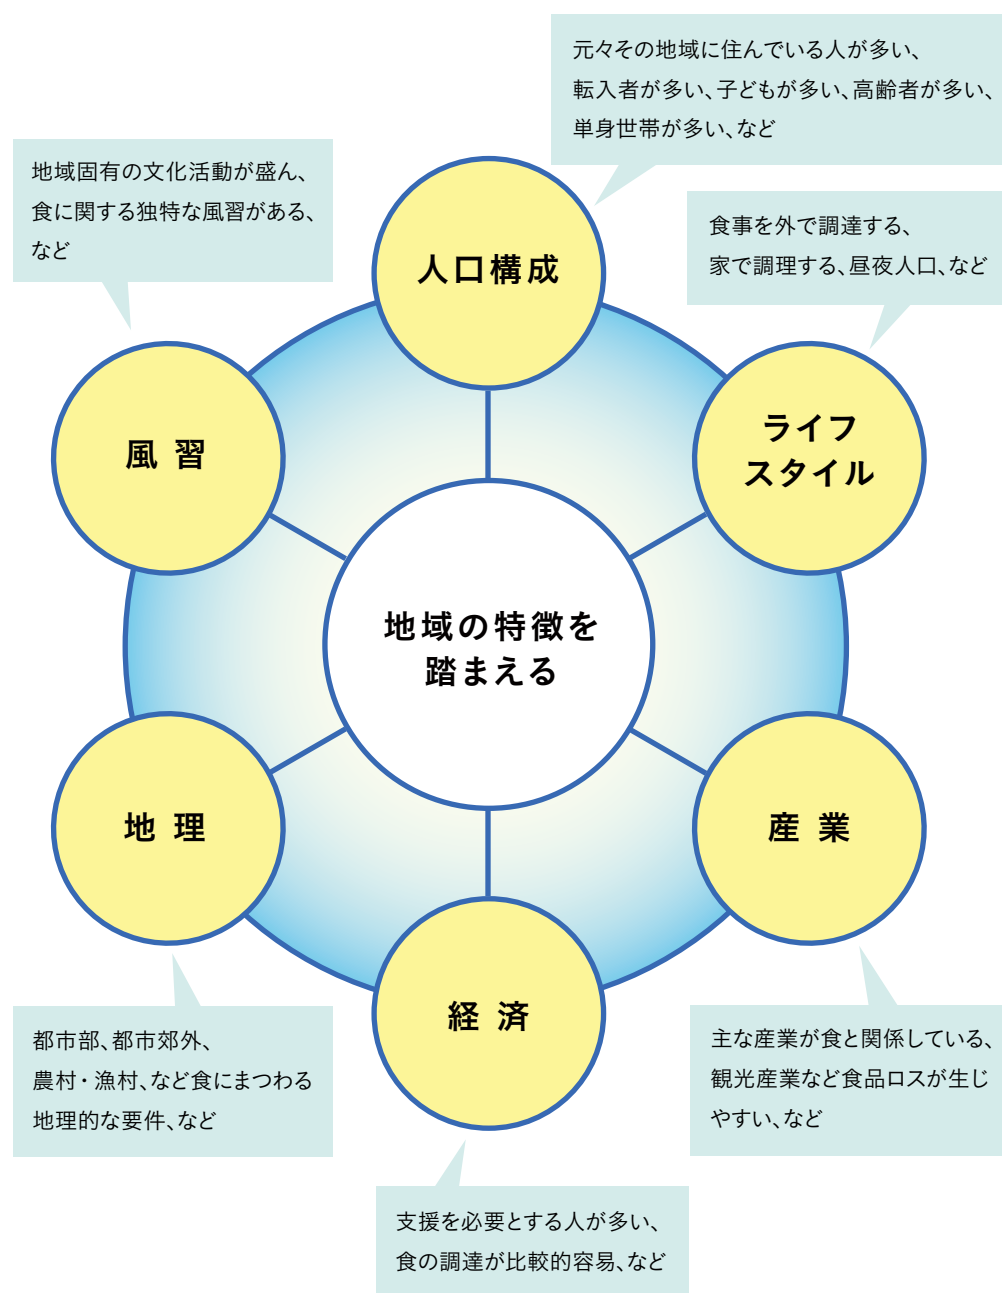 元々その地域に住んでいる人が多い、
転入者が多い、子どもが多い、高齢者が多い、
単身世帯が多い、など
地域固有の文化活動が盛ん、
食に関する独特な風習がある、
など
食事を外で調達する、
家で調理する、昼夜人口、など
人口構成
風習
ライフ
スタイル
地域の特徴を
踏まえる
地理
産業
経済
都市部、都市郊外、
農村・漁村、など食にまつわる
地理的な要件、など
主な産業が食と関係している、
観光産業など食品ロスが生じ
やすい、など
支援を必要とする人が多い、
食の調達が比較的容易、など